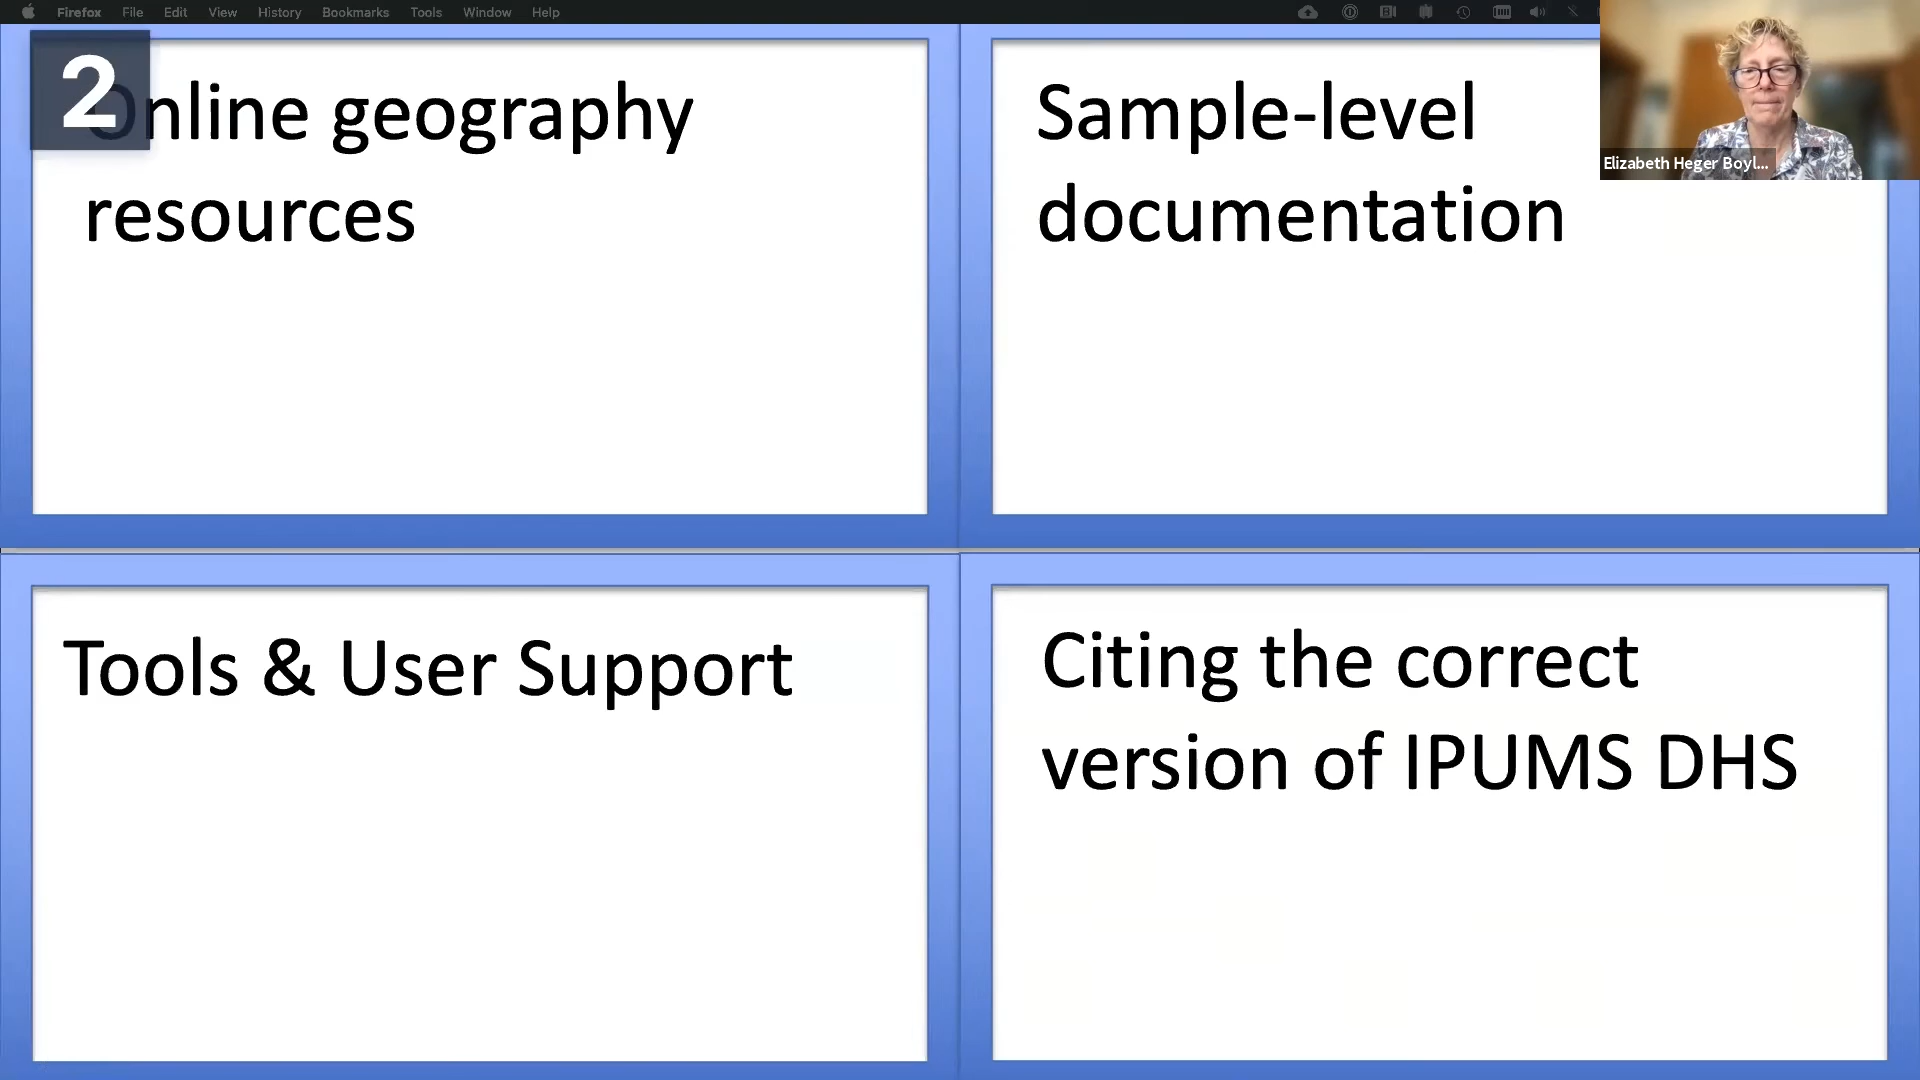 Firefox File Edit View History Bookmarks Tools Window Help
2
Online geography
resources
Sample-level
documentation
Elizabeth Heger Boyl...
Tools & User Support
Citing the correct
version of IPUMS DHS